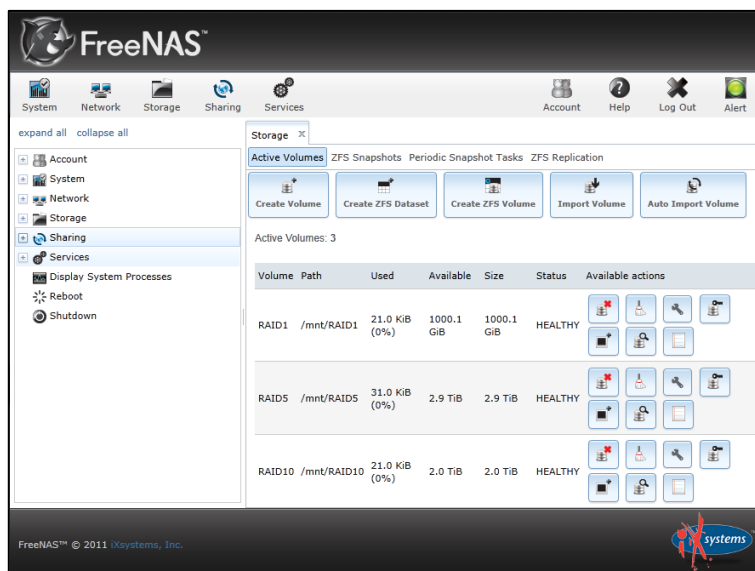 FreeNAS™
System Network Storage Sharing Services Account Help Log Out Alert
expand all collapse all
Account
System
Network
Storage
Sharing
Services
Display System Processes
Reboot
Shutdown
Storage X
Active Volumes ZFS Snapshots Periodic Snapshot Tasks ZFS Replication
Create Volume Create ZFS Dataset Create ZFS Volume Import Volume Auto Import Volume
Active Volumes: 3
Volume Path Used Available Size Status Available actions
RAID1 /mnt/RAID1 21.0 KiB (0%) 1000.1 GiB 1000.1 GiB HEALTHY
RAID5 /mnt/RAID5 31.0 KiB (0%) 2.9 TiB 2.9 TiB HEALTHY
RAID10 /mnt/RAID10 21.0 KiB (0%) 2.0 TiB 2.0 TiB HEALTHY
FreeNAS™ © 2011 iXsystems, Inc.
iX systems